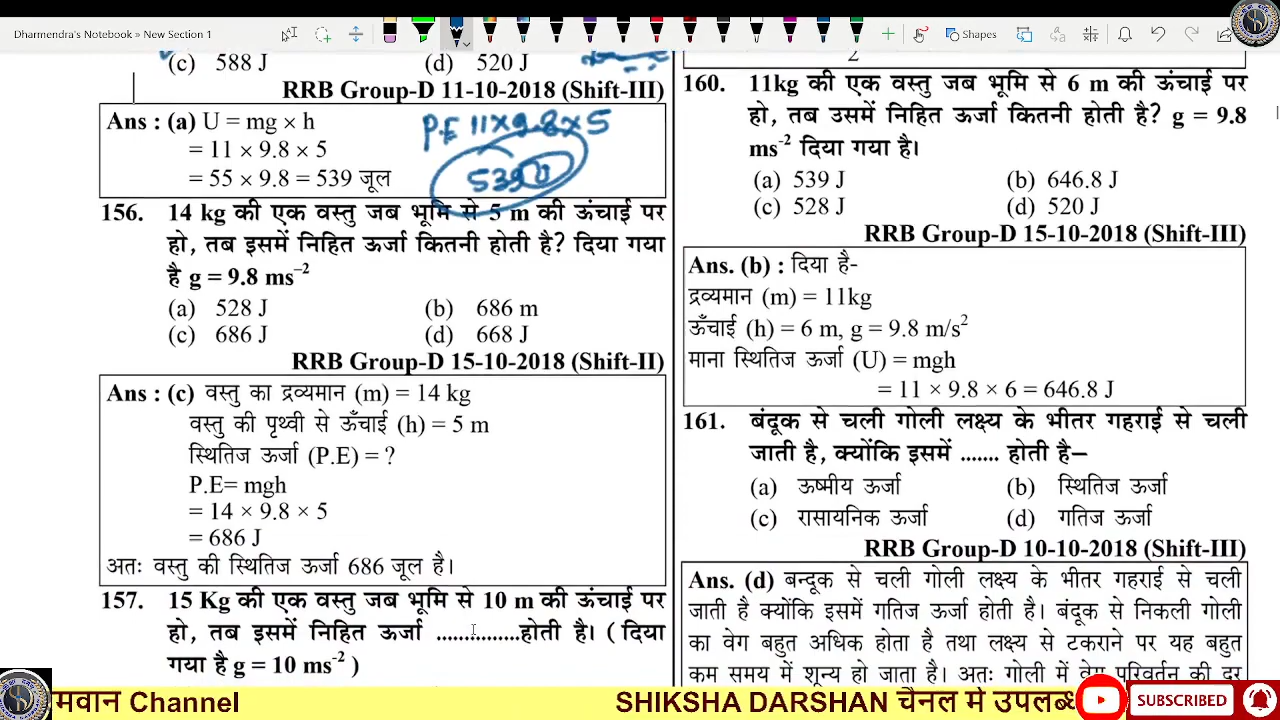 Dharmendra's Notebook » New Section 1
Shapes
(c) 588 J (d) 520 J
RRB Group-D 11-10-2018 (Shift-III)
Ans : (a) U = mg × h
= 11 × 9.8 × 5
= 55 × 9.8 = 539 जूल
P.E 11×9.8×5
539 J
156. 14 kg की एक वस्तु जब भूमि से 5 m की ऊंचाई पर
हो, तब इसमें निहित ऊर्जा कितनी होती है? दिया गया
है g = 9.8 ms⁻²
(a) 528 J (b) 686 m
(c) 686 J (d) 668 J
RRB Group-D 15-10-2018 (Shift-II)
Ans : (c) वस्तु का द्रव्यमान (m) = 14 kg
वस्तु की पृथ्वी से ऊँचाई (h) = 5 m
स्थितिज ऊर्जा (P.E) = ?
P.E= mgh
= 14 × 9.8 × 5
= 686 J
अतः वस्तु की स्थितिज ऊर्जा 686 जूल है।
157. 15 Kg की एक वस्तु जब भूमि से 10 m की ऊंचाई पर
हो, तब इसमें निहित ऊर्जा ................होती है। ( दिया
गया है g = 10 ms⁻² )
2
160. 11kg की एक वस्तु जब भूमि से 6 m की ऊंचाई पर
हो, तब उसमें निहित ऊर्जा कितनी होती है? g = 9.8
ms⁻² दिया गया है।
(a) 539 J (b) 646.8 J
(c) 528 J (d) 520 J
RRB Group-D 15-10-2018 (Shift-III)
Ans. (b) : दिया है-
द्रव्यमान (m) = 11kg
ऊँचाई (h) = 6 m, g = 9.8 m/s²
माना स्थितिज ऊर्जा (U) = mgh
= 11 × 9.8 × 6 = 646.8 J
161. बंदूक से चली गोली लक्ष्य के भीतर गहराई से चली
जाती है, क्योंकि इसमें ....... होती है–
(a) ऊष्मीय ऊर्जा (b) स्थितिज ऊर्जा
(c) रासायनिक ऊर्जा (d) गतिज ऊर्जा
RRB Group-D 10-10-2018 (Shift-III)
Ans. (d) बन्दूक से चली गोली लक्ष्य के भीतर गहराई से चली
जाती है क्योंकि इसमें गतिज ऊर्जा होती है। बंदूक से निकली गोली
का वेग बहुत अधिक होता है तथा लक्ष्य से टकराने पर यह बहुत
कम समय में शून्य हो जाता है। अतः गोली में वेग परिवर्तन की दर
मवान Channel SHIKSHA DARSHAN चैनल मे उपलब्ध SUBSCRIBED